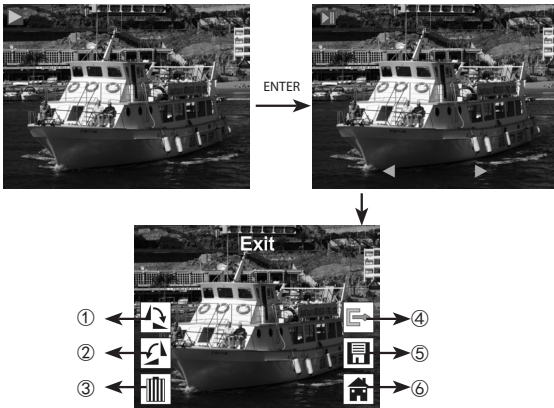 ENTER
Exit
① ④
② ⑤
③ ⑥